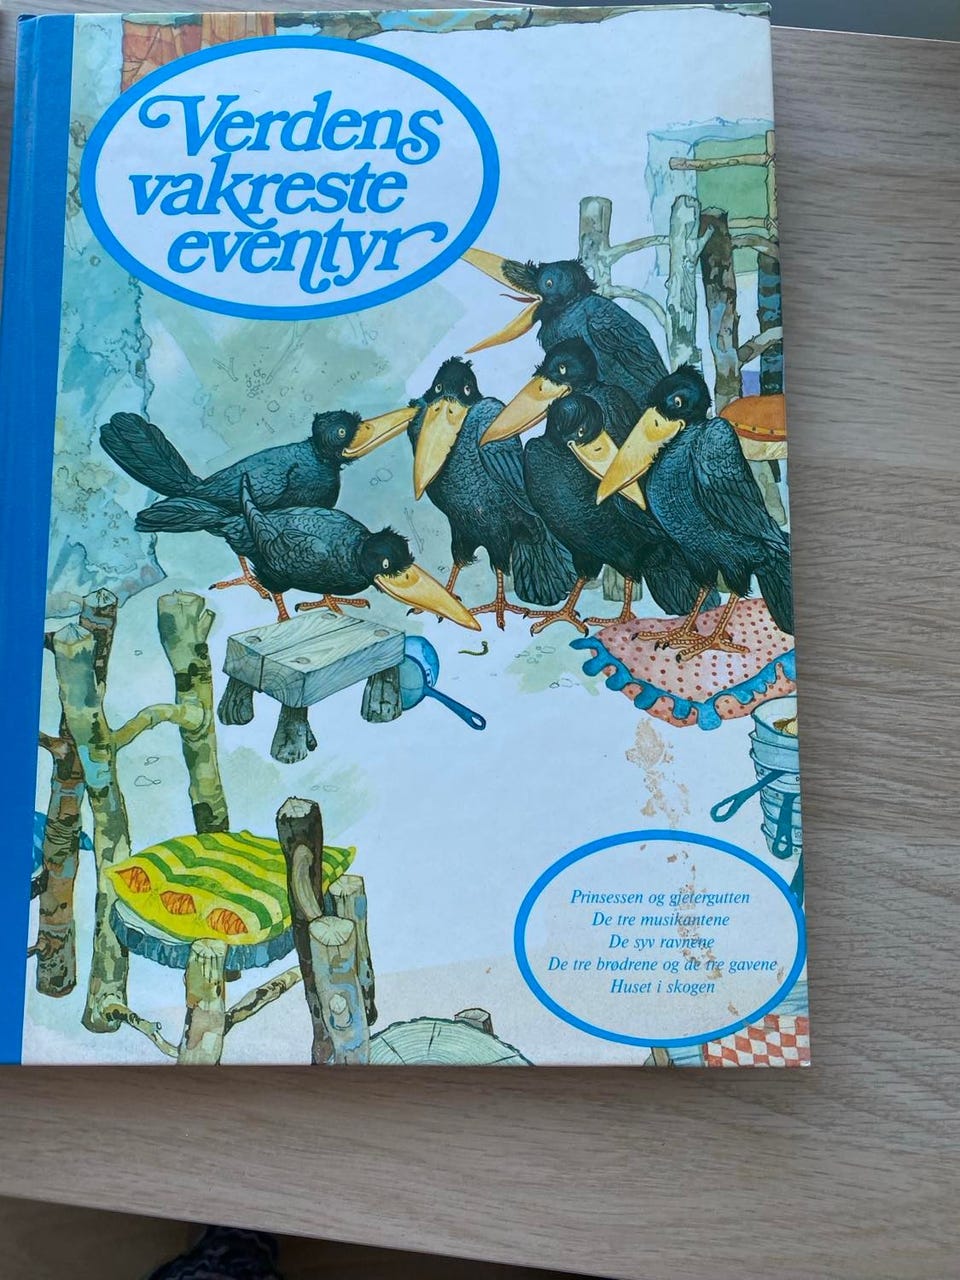 Verdens
vakreste
eventyr
Prinsessen og gjetergutten
De tre musikantene
De syv ravnene
De tre brødrene og de tre gavene
Huset i skogen